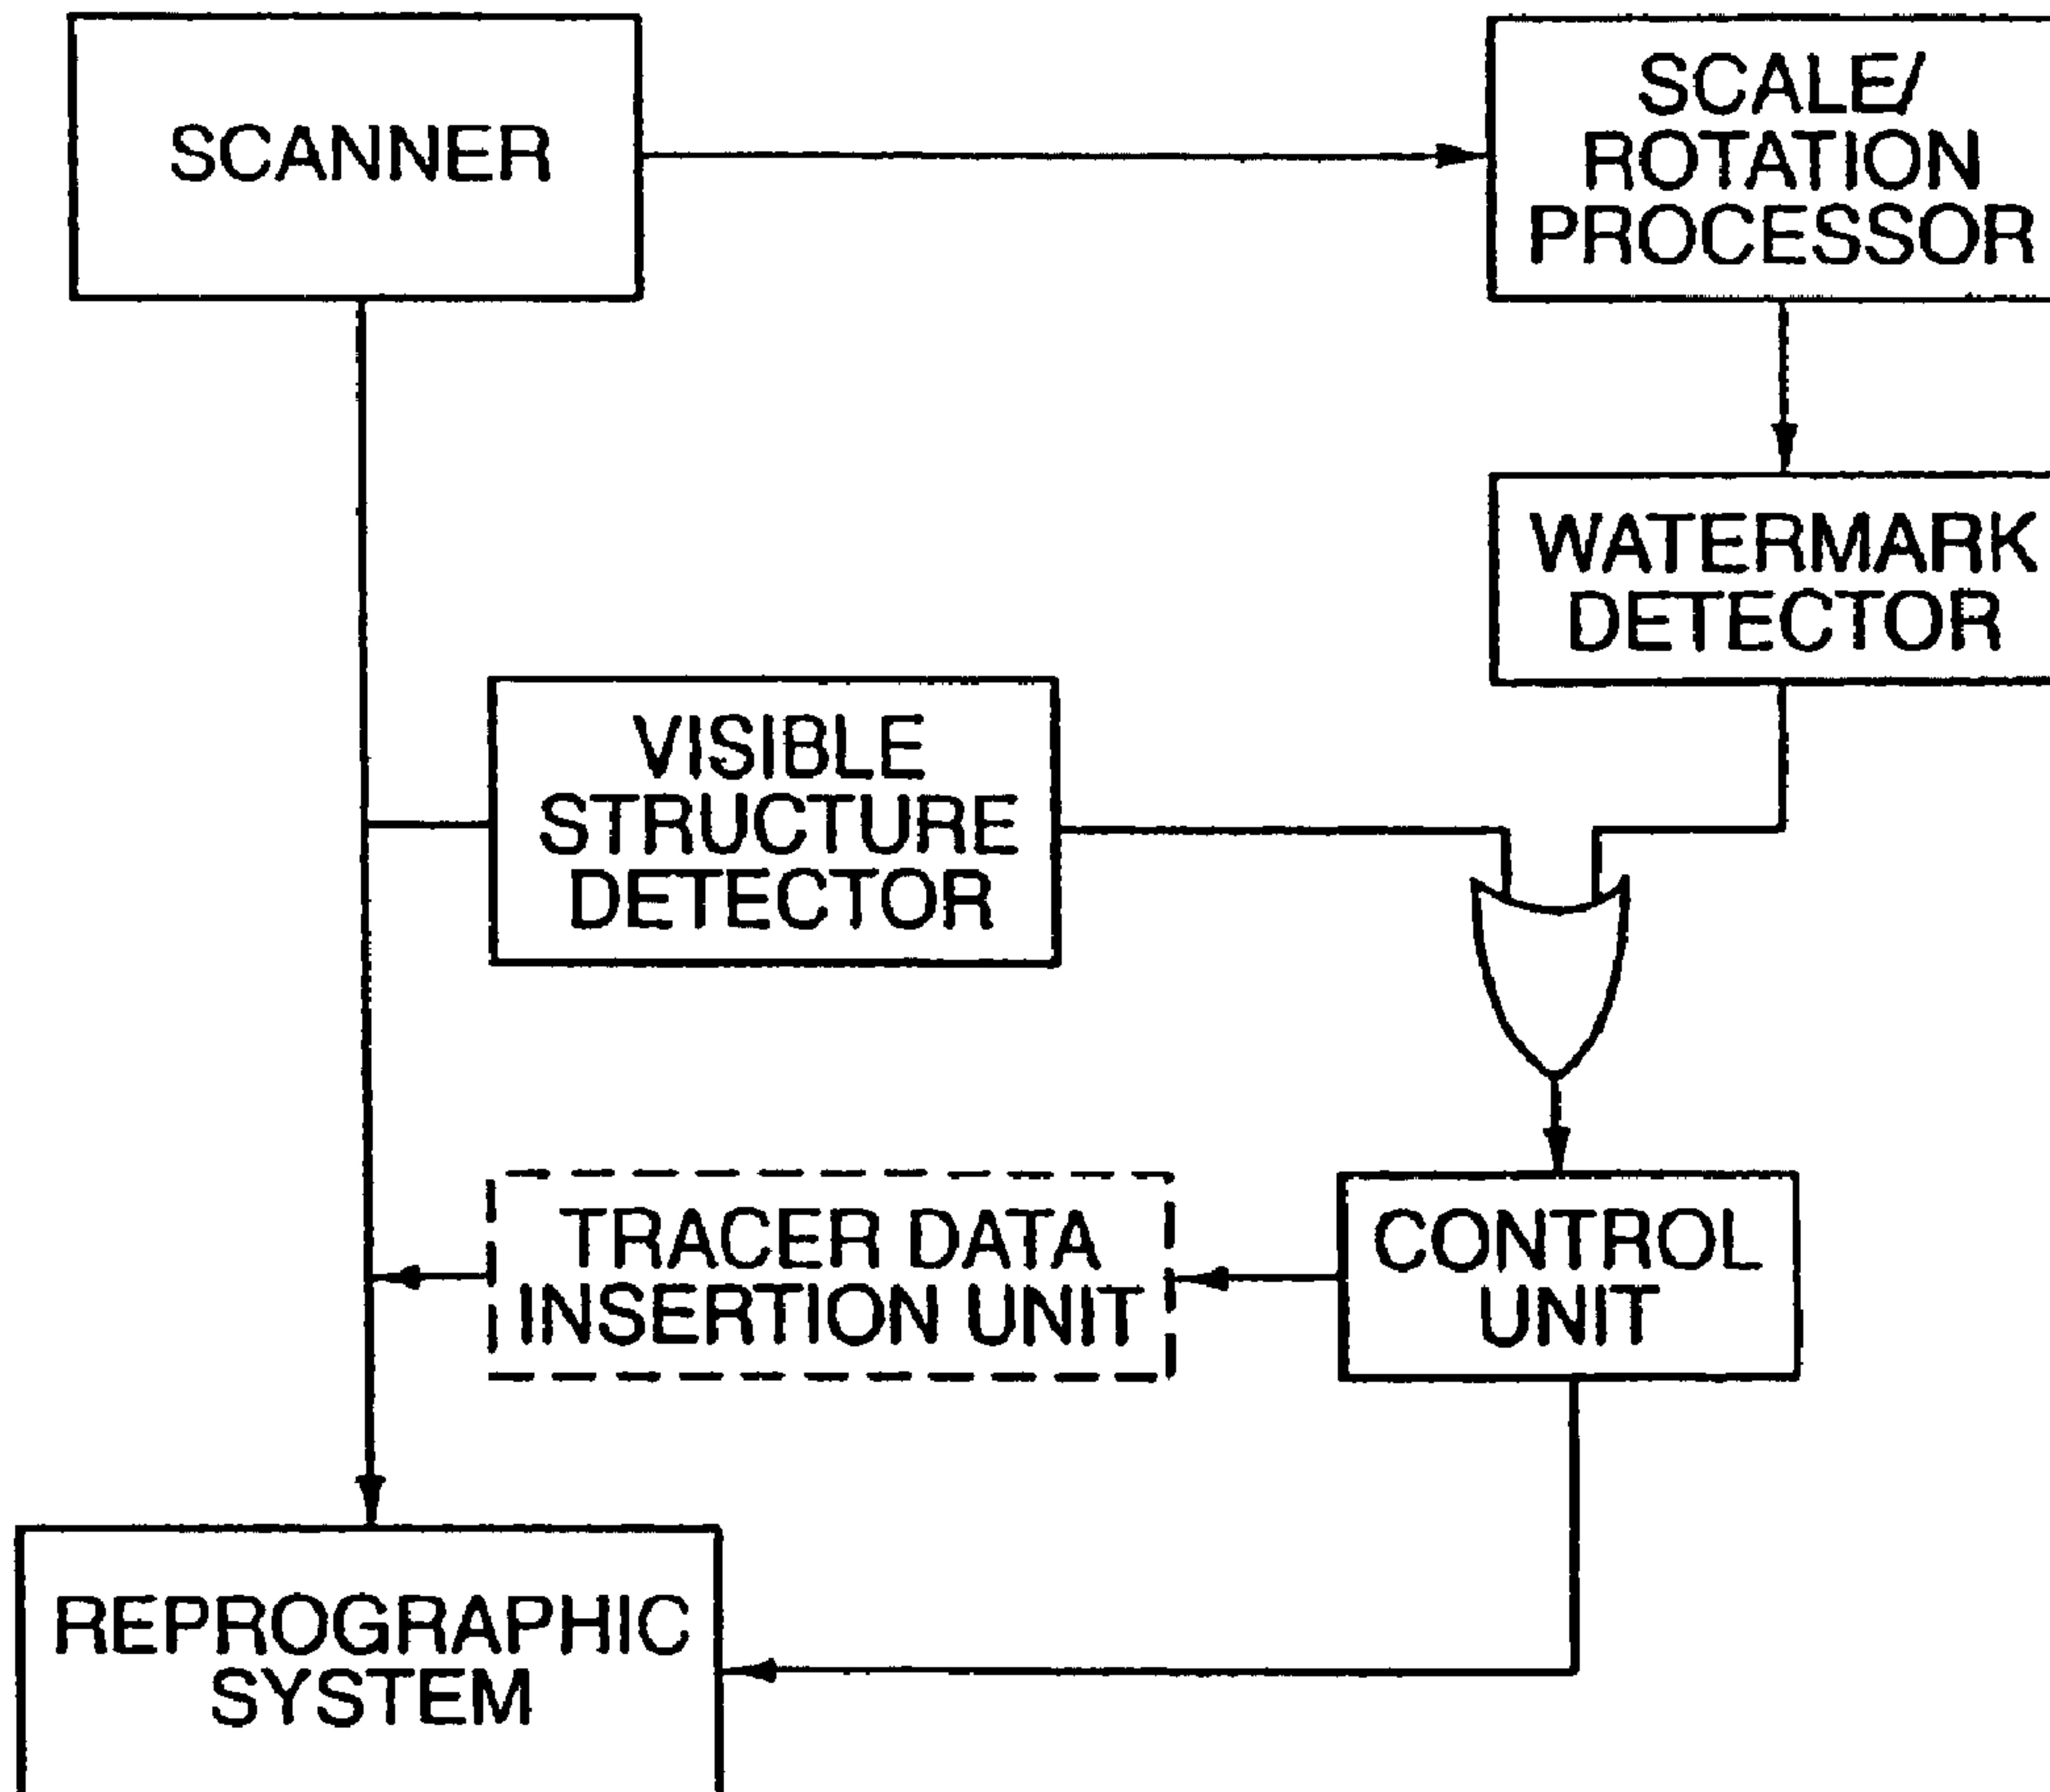 SCANNER
SCALE/
ROTATION
PROCESSOR
WATERMARK
DETECTOR
VISIBLE
STRUCTURE
DETECTOR
TRACER DATA
INSERTION UNIT
CONTROL
UNIT
REPROGRAPHIC
SYSTEM